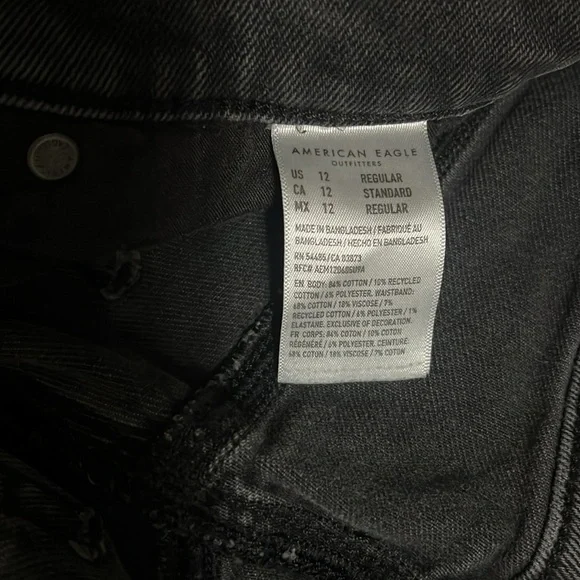 AMERICAN EAGLE
OUTFITTERS
US 12 REGULAR
CA 12 STANDARD
MX 12 REGULAR
MADE IN BANGLADESH / FABRIQUÉ AU
BANGLADESH / HECHO EN BANGLADESH
RN 54485/CA 03873
RFC# AEM120685U9A
EN BODY: 84% COTTON / 10% RECYCLED
COTTON / 6% POLYESTER. WAISTBAND:
68% COTTON / 18% VISCOSE / 7%
RECYCLED COTTON / 6% POLYESTER / 1%
ELASTANE. EXCLUSIVE OF DECORATION.
FR CORPS: 84% COTON / 10% COTON
RÉGÉNÉRÉ / 6% POLYESTER. CEINTURE:
68% COTON / 18% VISCOSE / 7% COTON